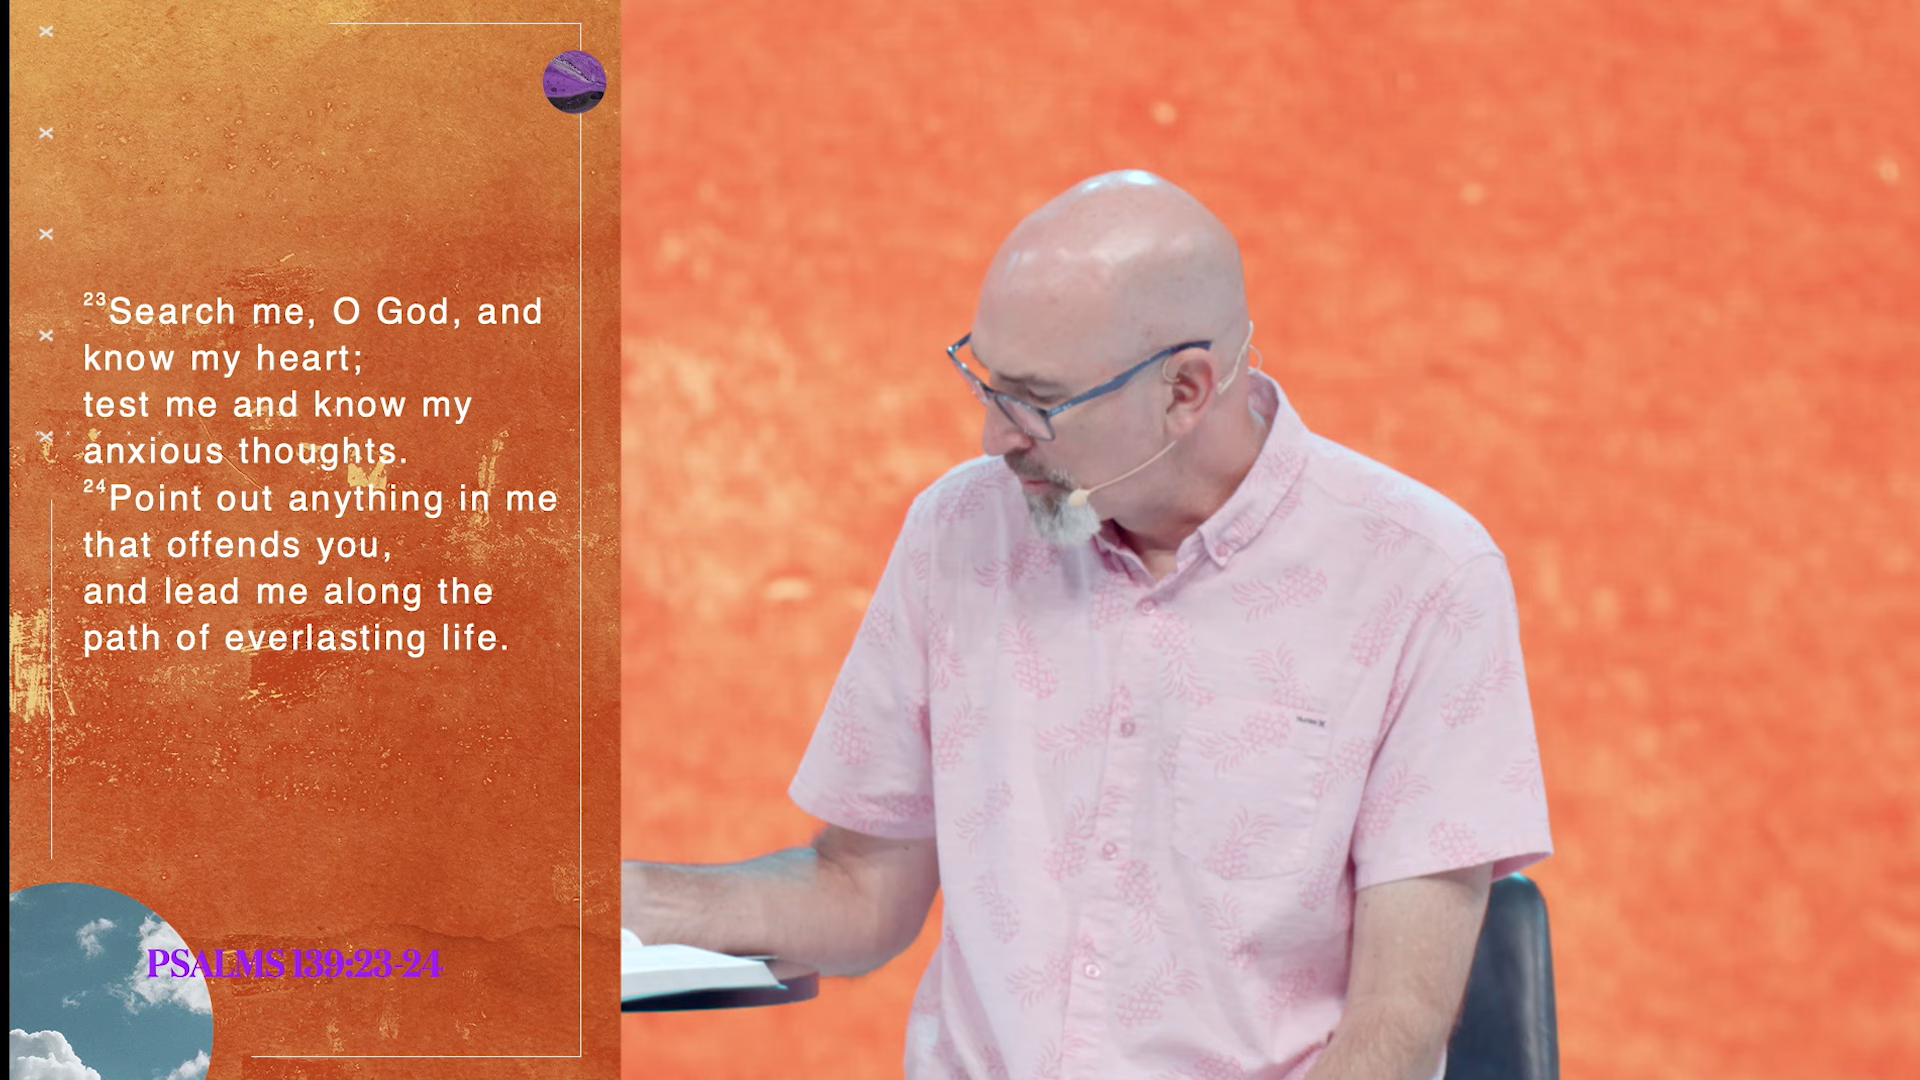 23Search me, O God, and
know my heart;
test me and know my
anxious thoughts.
24Point out anything in me
that offends you,
and lead me along the
path of everlasting life.
PSALMS 139:23-24